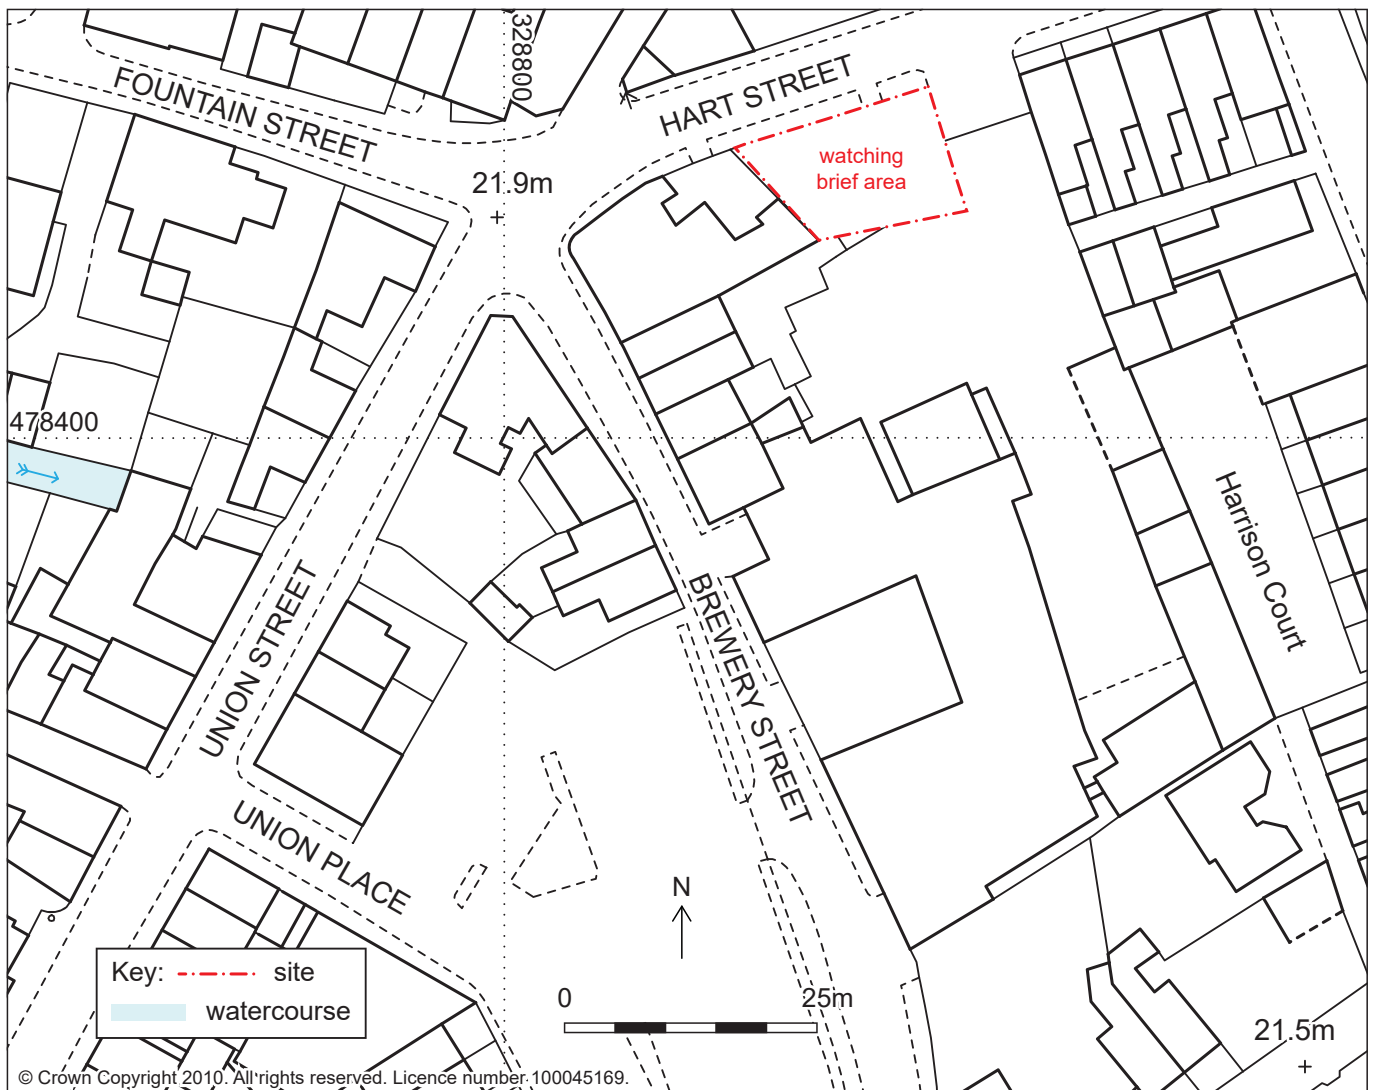 328800
FOUNTAIN STREET
HART STREET
watching
brief area
21.9m
478400
Harrison Court
UNION STREET
BREWERY STREET
UNION PLACE
N
Key: site
watercourse
0 25m
21.5m
© Crown Copyright 2010. All rights reserved. Licence number 100045169.